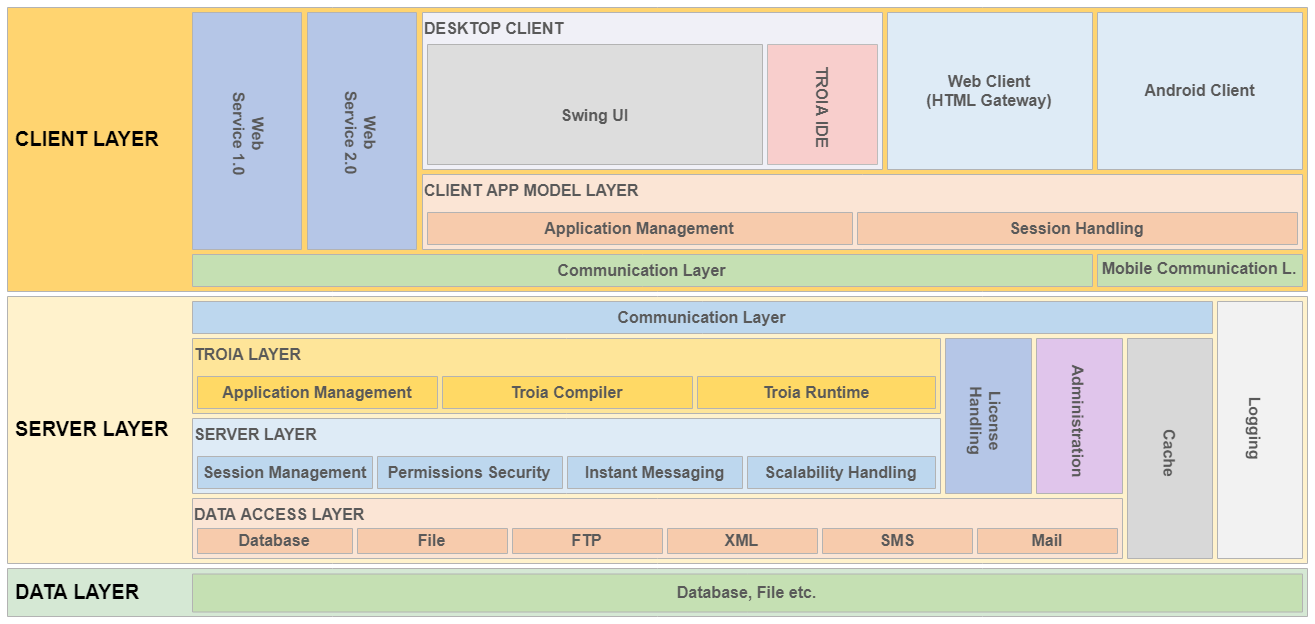 CLIENT LAYER
Web
Service 1.0
Web
Service 2.0
DESKTOP CLIENT
Swing UI
TROIA IDE
Web Client
(HTML Gateway)
Android Client
CLIENT APP MODEL LAYER
Application Management
Session Handling
Communication Layer
Mobile Communication L.
SERVER LAYER
Communication Layer
TROIA LAYER
Application Management
Troia Compiler
Troia Runtime
SERVER LAYER
Session Management
Permissions Security
Instant Messaging
Scalability Handling
License
Handling
Administration
Cache
Logging
DATA ACCESS LAYER
Database
File
FTP
XML
SMS
Mail
DATA LAYER
Database, File etc.